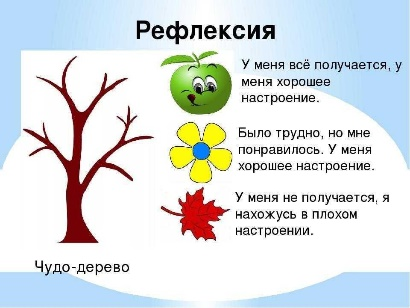 Рефлексия
У меня всё получается, у
меня хорошее
настроение.
Было трудно, но мне
понравилось. У меня
хорошее настроение.
У меня не получается, я
нахожусь в плохом
настроении.
Чудо-дерево